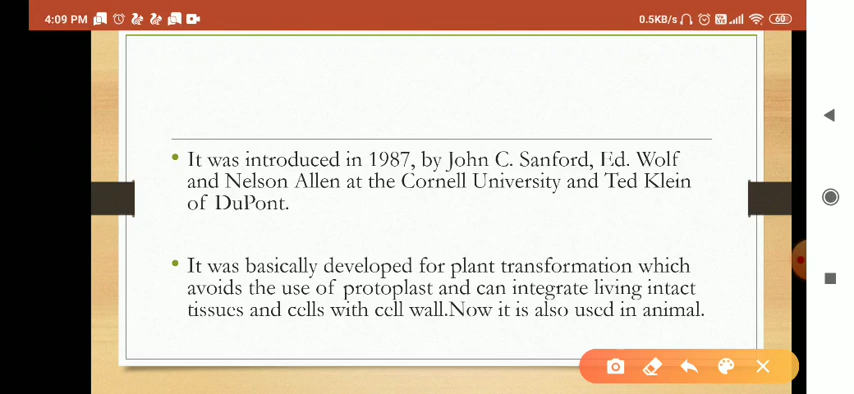 4:09 PM
0.5KB/s
60
It was introduced in 1987, by John C. Sanford, Ed. Wolf
and Nelson Allen at the Cornell University and Ted Klein
of DuPont.
It was basically developed for plant transformation which
avoids the use of protoplast and can integrate living intact
tissues and cells with cell wall.Now it is also used in animal.